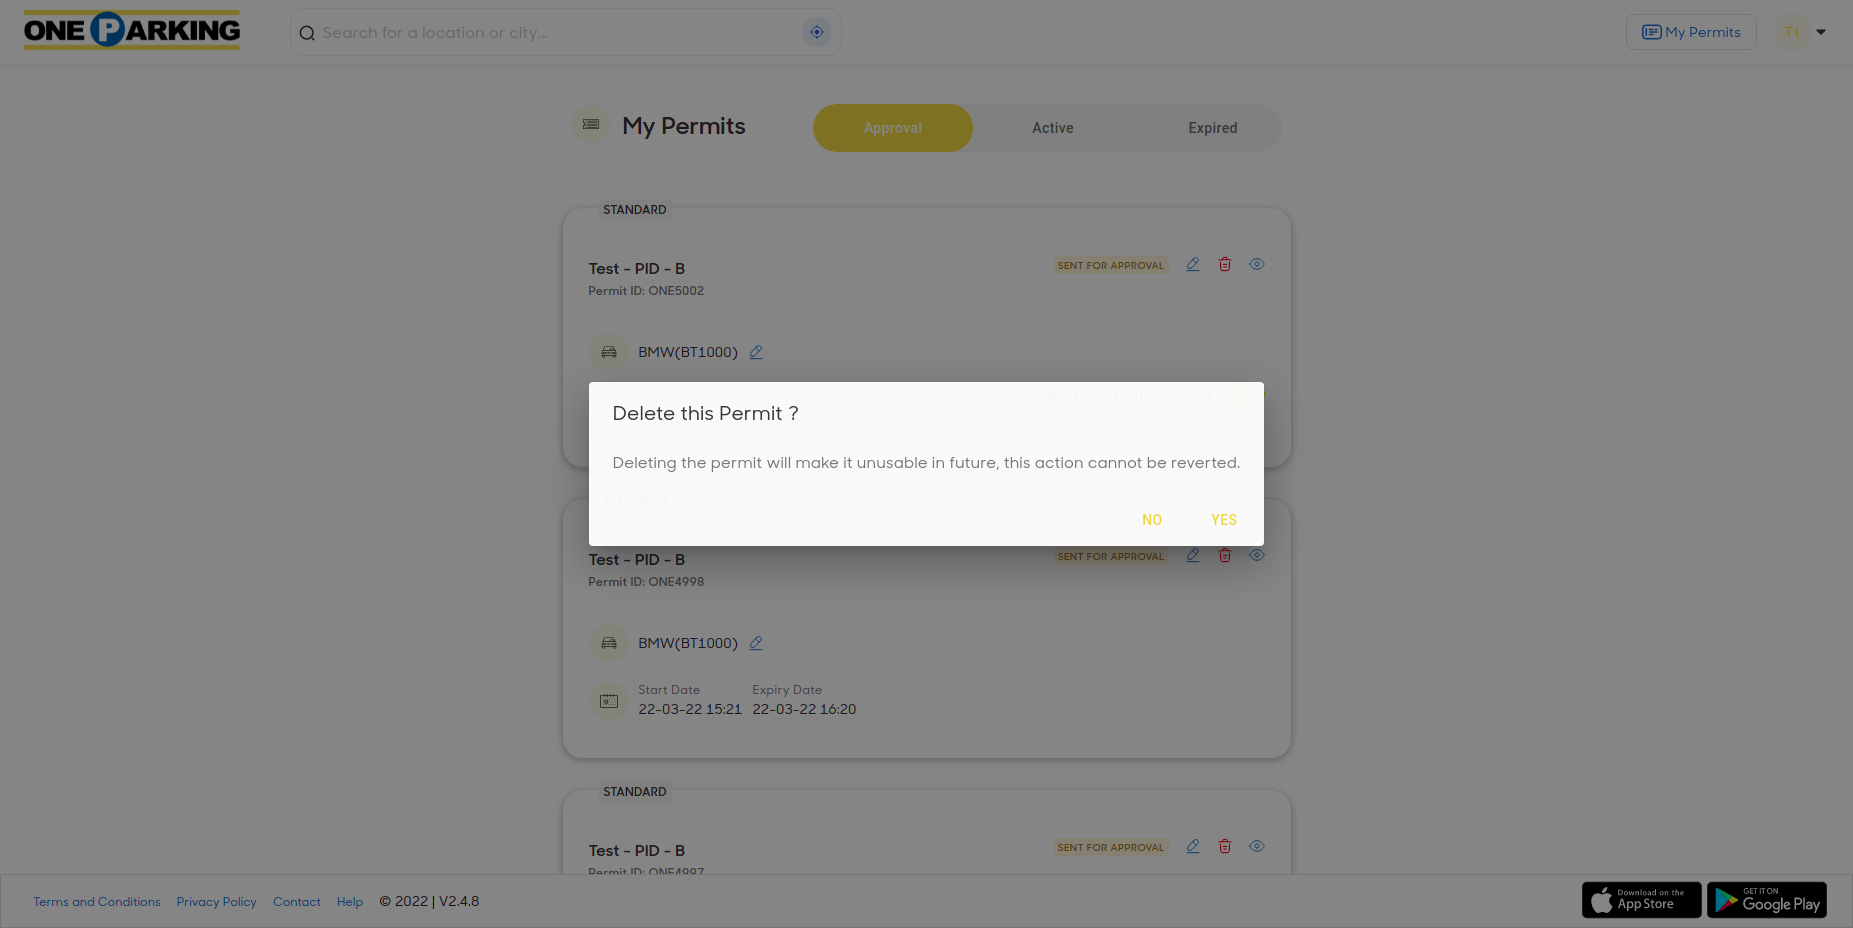 ONE PARKING
Search for a location or city...
My Permits
Tt
My Permits
Approval
Active
Expired
STANDARD
Test - PID - B
SENT FOR APPROVAL
Permit ID: ONE5002
BMW(BT1000)
Renew permit automatically
Delete this Permit ?
Deleting the permit will make it unusable in future, this action cannot be reverted.
STANDARD
NO
YES
Test - PID - B
SENT FOR APPROVAL
Permit ID: ONE4998
BMW(BT1000)
Start Date
Expiry Date
22-03-22 15:21
22-03-22 16:20
STANDARD
Test - PID - B
SENT FOR APPROVAL
Permit ID: ONE4997
Terms and Conditions
Privacy Policy
Contact
Help
© 2022 | V2.4.8
Download on the
App Store
GET IT ON
Google Play